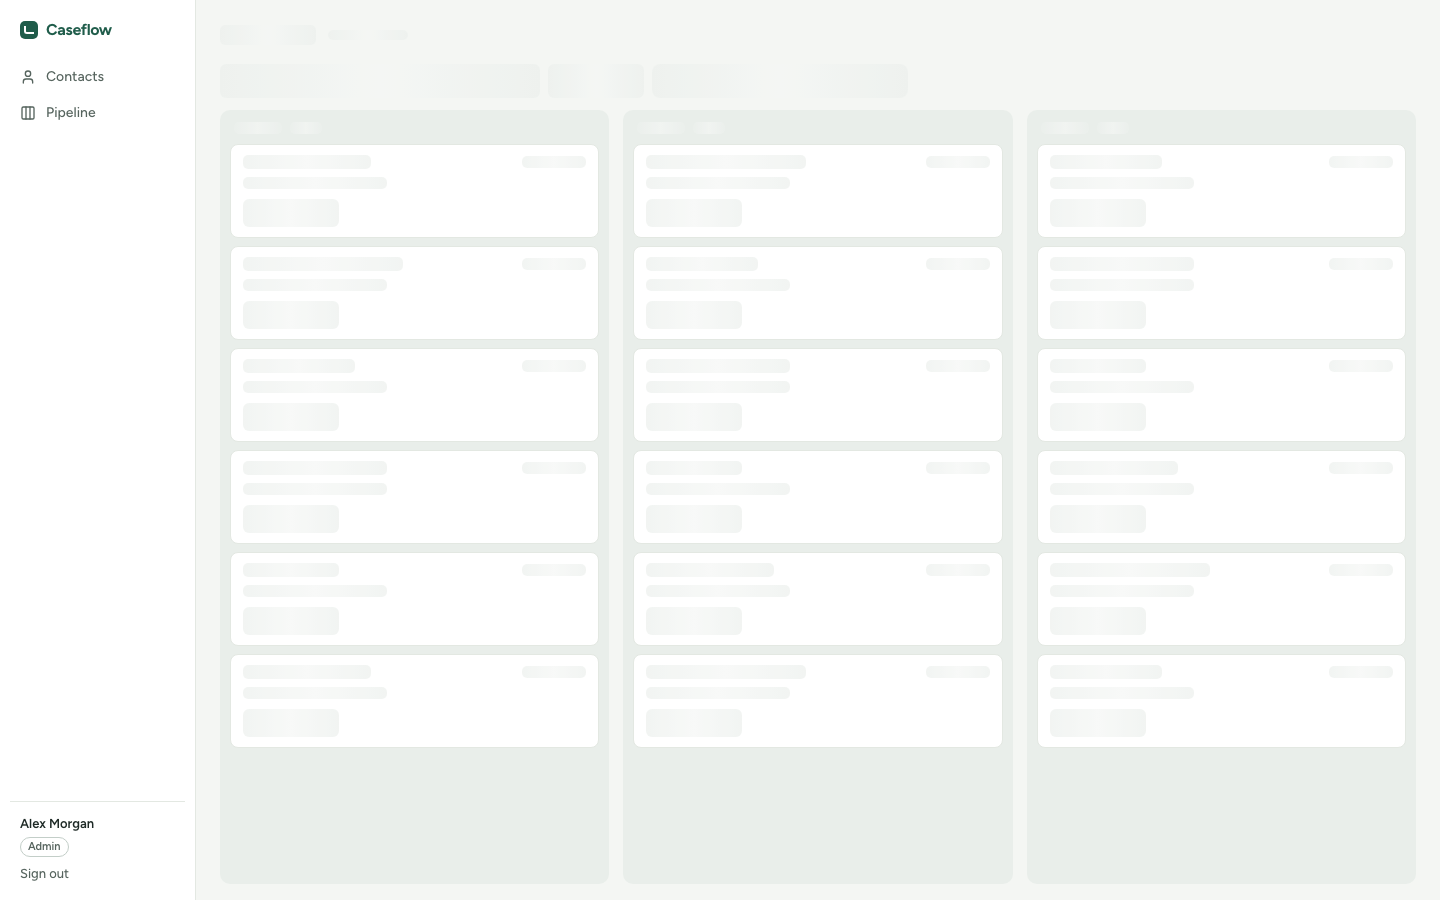 Caseflow
Contacts
Pipeline
Alex Morgan
Admin
Sign out